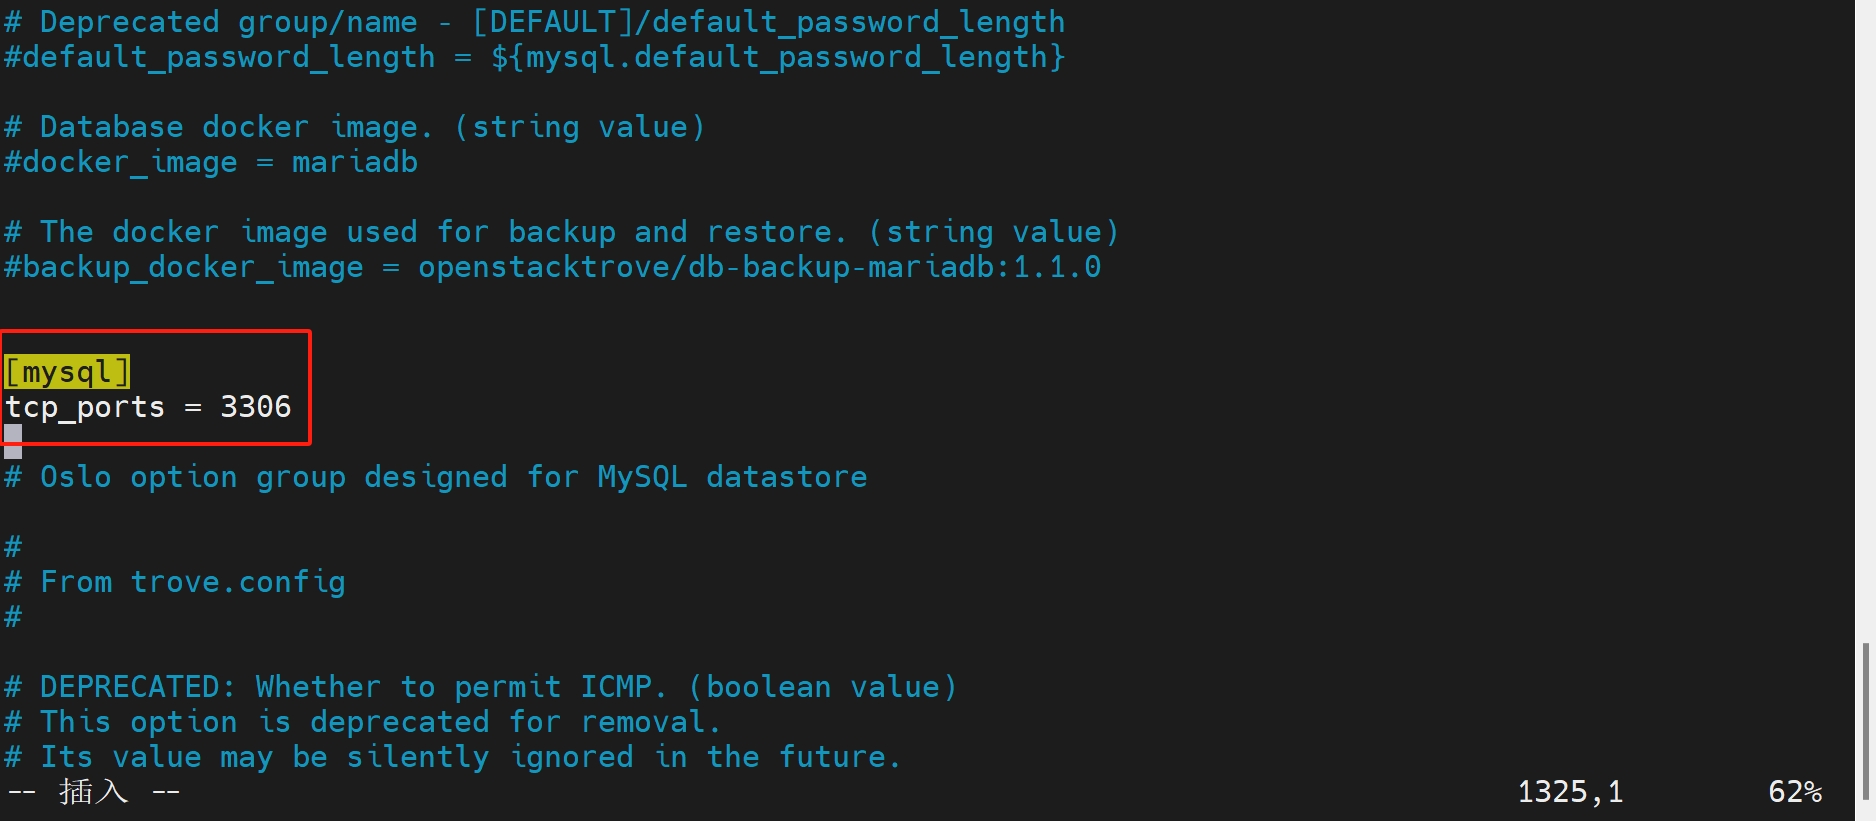 # Deprecated group/name - [DEFAULT]/default_password_length
#default_password_length = ${mysql.default_password_length}
# Database docker image. (string value)
#docker_image = mariadb
# The docker image used for backup and restore. (string value)
#backup_docker_image = openstacktrove/db-backup-mariadb:1.1.0
[mysql]
tcp_ports = 3306
# Oslo option group designed for MySQL datastore
#
# From trove.config
#
# DEPRECATED: Whether to permit ICMP. (boolean value)
# This option is deprecated for removal.
# Its value may be silently ignored in the future.
-- 插入 -- 1325,1 62%